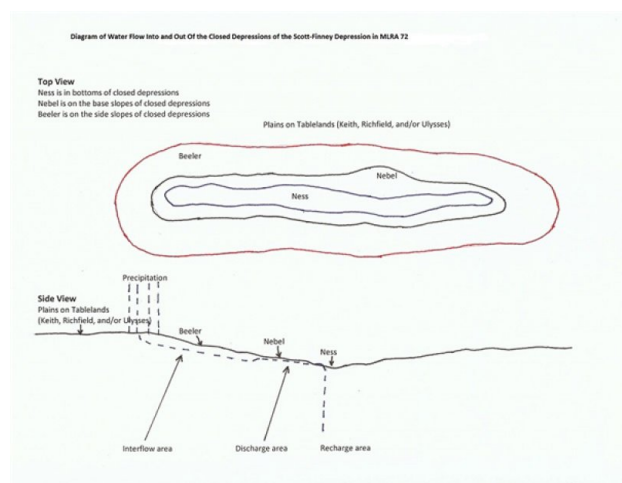 Diagram of Water Flow Into and Out Of the Closed Depressions of the Scott-Finney Depression in MLRA 72
Top View
Ness is in bottoms of closed depressions
Nebel is on the base slopes of closed depressions
Beeler is on the side slopes of closed depressions
Plains on Tablelands (Keith, Richfield, and/or Ulysses)
Beeler
Nebel
Ness
Precipitation
Side View
Plains on Tablelands
(Keith, Richfield, and/or Ulysses)
Beeler
Nebel
Ness
Interflow area
Discharge area
Recharge area